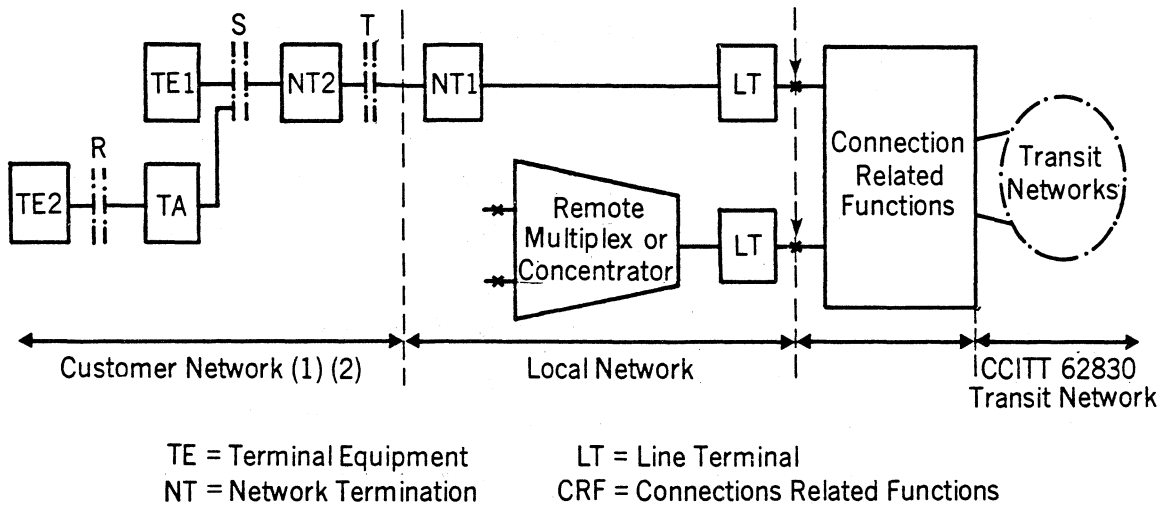 S
T
TE1
NT2
NT1
LT
R
TE2
TA
Connection
Related
Functions
Transit
Networks
Remote
Multiplex or
Concentrator
LT
Customer Network (1) (2)
Local Network
CCITT 62830
Transit Network
TE = Terminal Equipment
LT = Line Terminal
NT = Network Termination
CRF = Connections Related Functions